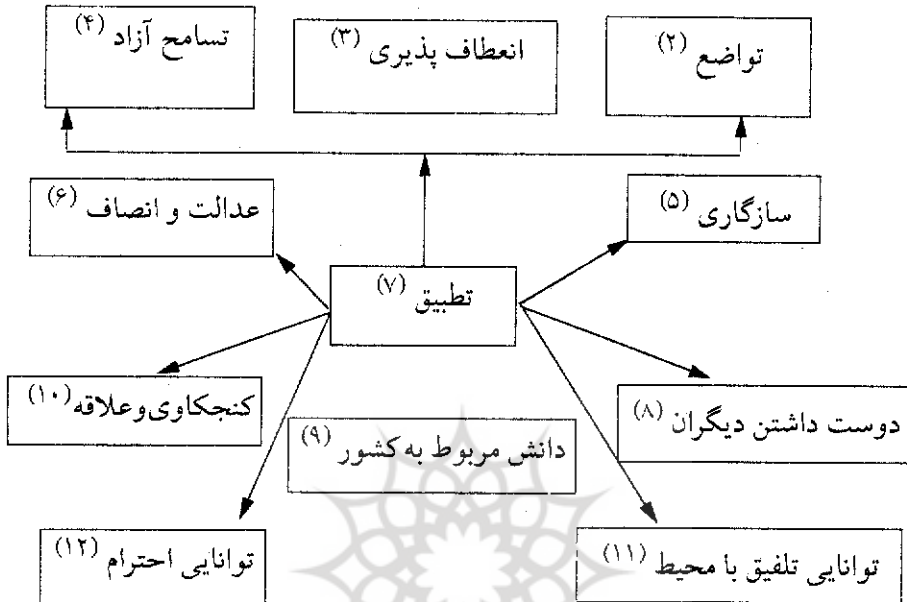 تواضع (۲)
انعطاف پذیری (۳)
تسامح آزاد (۴)
سازگاری (۵)
عدالت و انصاف (۶)
تطبیق (۷)
دوست داشتن دیگران (۸)
دانش مربوط به کشور (۹)
کنجکاوی و علاقه (۱۰)
توانایی تلفیق با محیط (۱۱)
توانایی احترام (۱۲)